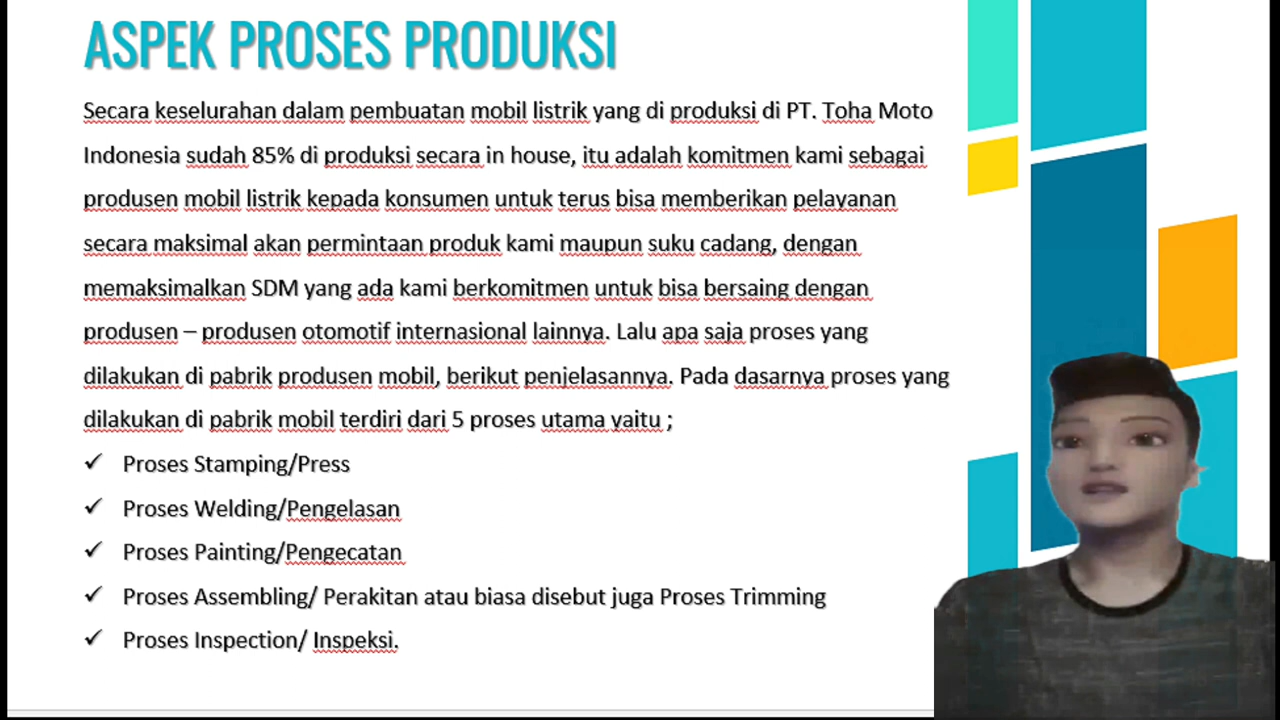 ASPEK PROSES PRODUKSI
Secara keselurahan dalam pembuatan mobil listrik yang di produksi di PT. Toha Moto
Indonesia sudah 85% di produksi secara in house, itu adalah komitmen kami sebagai
produsen mobil listrik kepada konsumen untuk terus bisa memberikan pelayanan
secara maksimal akan permintaan produk kami maupun suku cadang, dengan
memaksimalkan SDM yang ada kami berkomitmen untuk bisa bersaing dengan
produsen – produsen otomotif internasional lainnya. Lalu apa saja proses yang
dilakukan di pabrik produsen mobil, berikut penjelasannya. Pada dasarnya proses yang
dilakukan di pabrik mobil terdiri dari 5 proses utama yaitu ;
✓ Proses Stamping/Press
✓ Proses Welding/Pengelasan
✓ Proses Painting/Pengecatan
✓ Proses Assembling/ Perakitan atau biasa disebut juga Proses Trimming
✓ Proses Inspection/ Inspeksi.